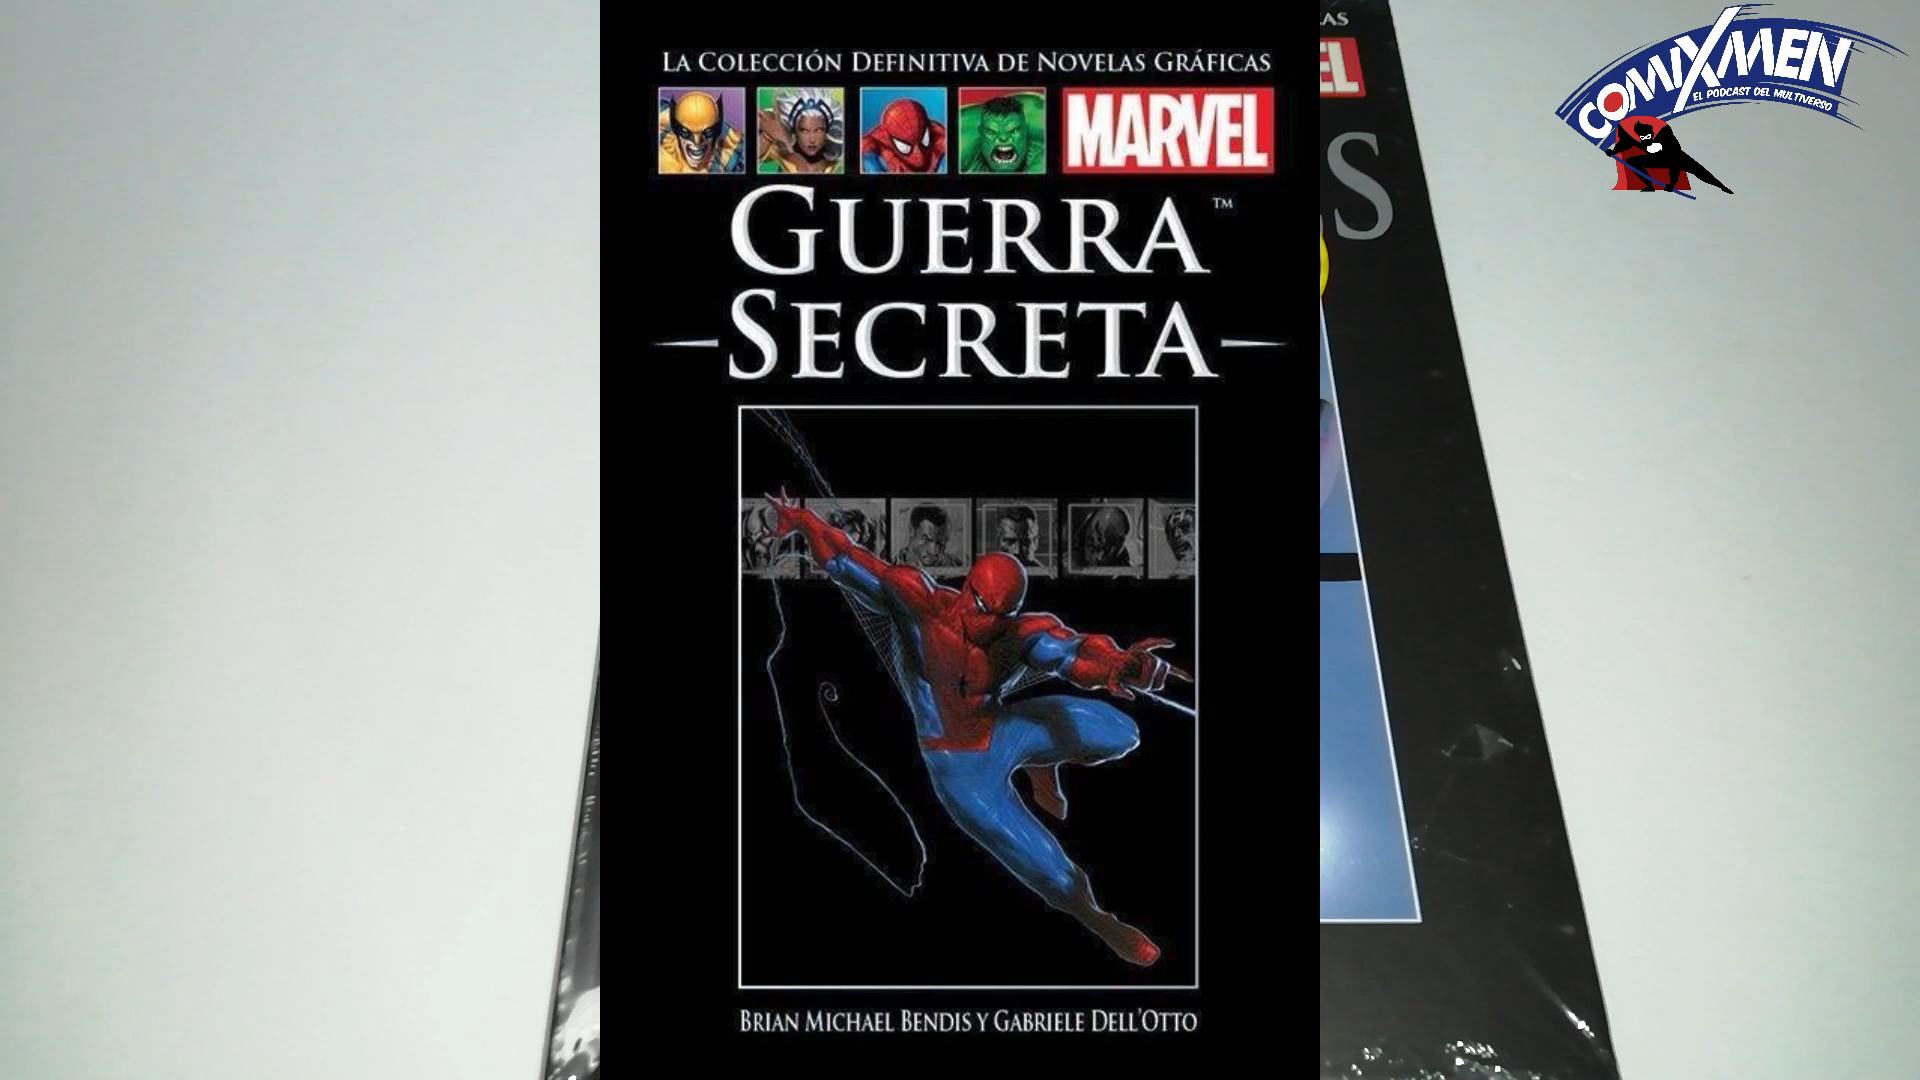 LA COLECCIÓN DEFINITIVA DE NOVELAS GRÁFICAS
MARVEL
GUERRA™
SECRETA
BRIAN MICHAEL BENDIS Y GABRIELE DELL'OTTO
COMIXMEN
EL PODCAST DEL MULTIVERSO